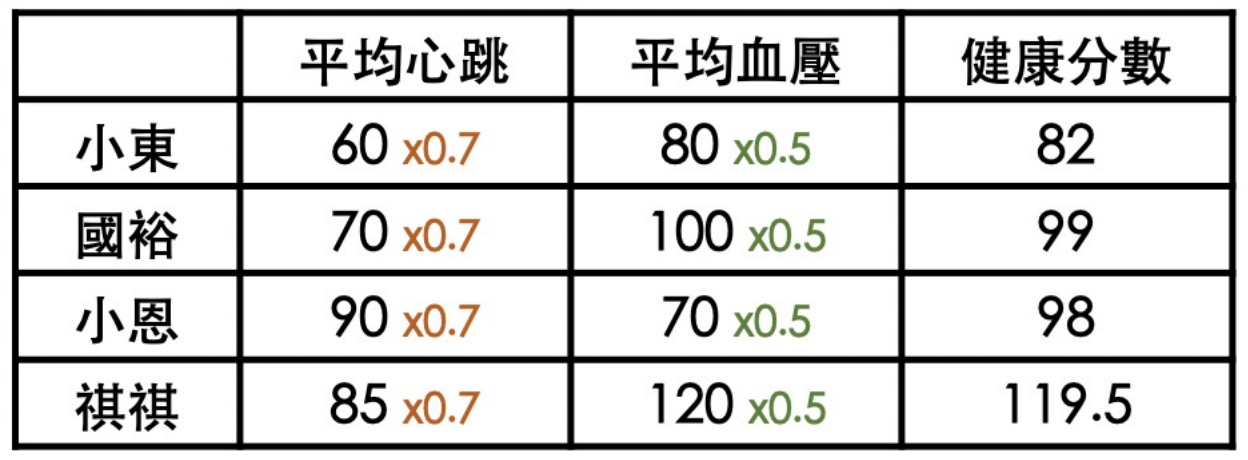 平均心跳 平均血壓 健康分數
小東 60 x0.7 80 x0.5 82
國裕 70 x0.7 100 x0.5 99
小恩 90 x0.7 70 x0.5 98
祺祺 85 x0.7 120 x0.5 119.5